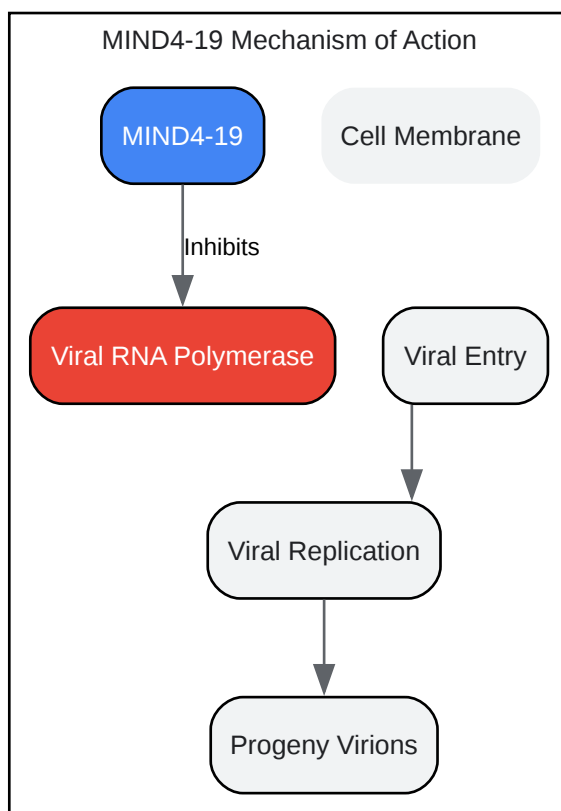 MIND4-19 Mechanism of Action
MIND4-19
Cell Membrane
Inhibits
Viral RNA Polymerase
Viral Entry
Viral Replication
Progeny Virions